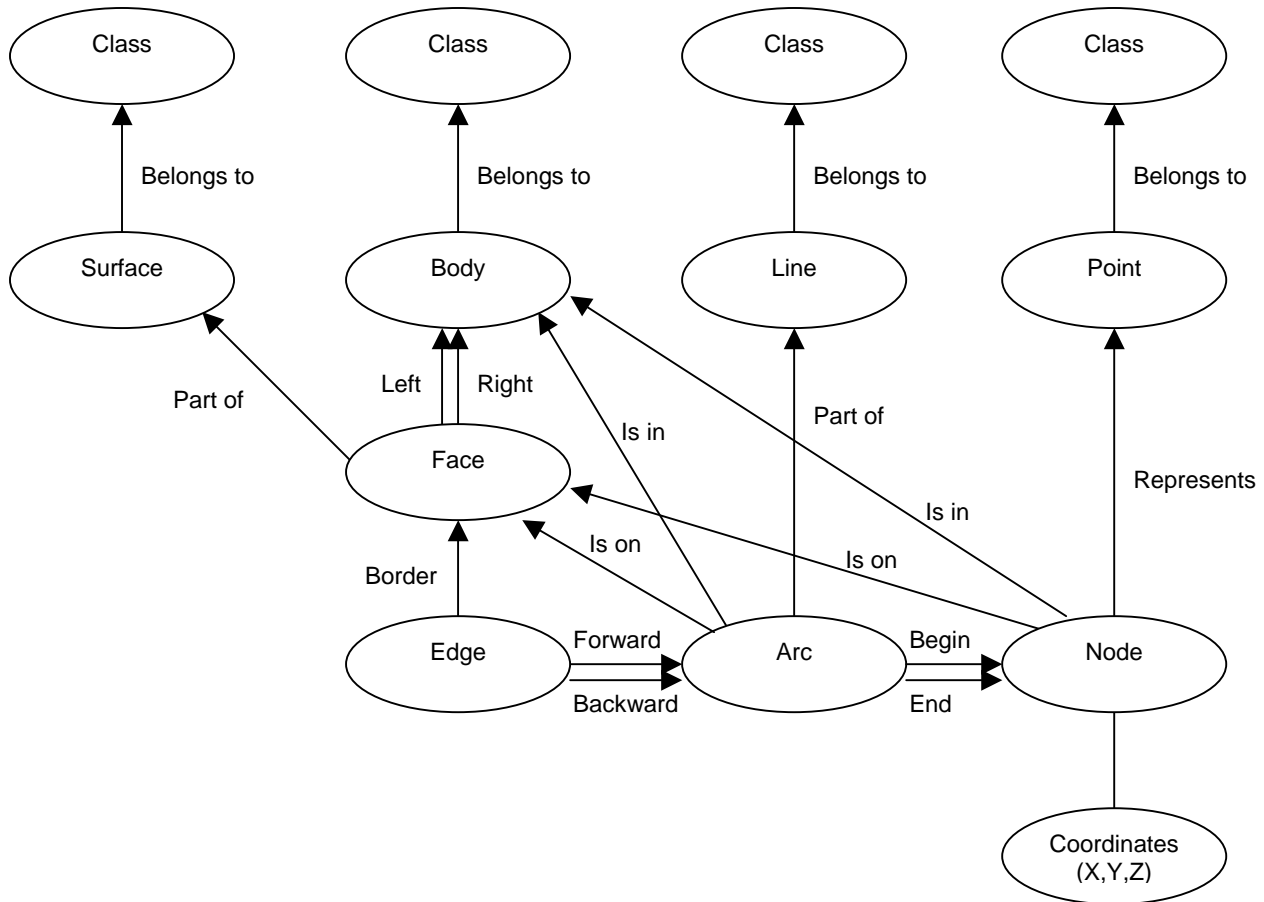 Class
Class
Class
Class
Belongs to
Belongs to
Belongs to
Belongs to
Surface
Body
Line
Point
Left
Right
Part of
Part of
Is in
Face
Represents
Is in
Is on
Is on
Border
Forward
Begin
Edge
Arc
Node
Backward
End
Coordinates
(X,Y,Z)